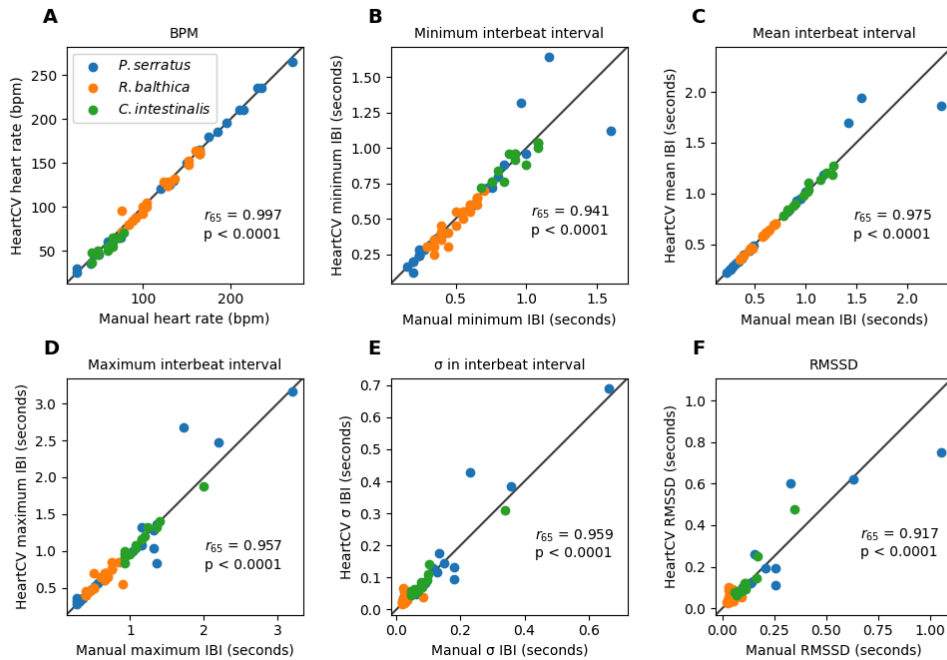 A
BPM
HeartCV heart rate (bpm)
250
200
150
100
50
P. serratus
R. balthica
C. intestinalis
r65 = 0.997
p < 0.0001
100
200
Manual heart rate (bpm)
B
Minimum interbeat interval
HeartCV minimum IBI (seconds)
1.50
1.25
1.00
0.75
0.50
0.25
r65 = 0.941
p < 0.0001
0.5
1.0
1.5
Manual minimum IBI (seconds)
C
Mean interbeat interval
HeartCV mean IBI (seconds)
2.0
1.5
1.0
0.5
r65 = 0.975
p < 0.0001
0.5
1.0
1.5
2.0
Manual mean IBI (seconds)
D
Maximum interbeat interval
HeartCV maximum IBI (seconds)
3.0
2.5
2.0
1.5
1.0
0.5
r65 = 0.957
p < 0.0001
1
2
3
Manual maximum IBI (seconds)
E
σ in interbeat interval
HeartCV σ IBI (seconds)
0.7
0.6
0.5
0.4
0.3
0.2
0.1
0.0
r65 = 0.959
p < 0.0001
0.0
0.2
0.4
0.6
Manual σ IBI (seconds)
F
RMSSD
HeartCV RMSSD (seconds)
1.0
0.8
0.6
0.4
0.2
0.0
r65 = 0.917
p < 0.0001
0.00
0.25
0.50
0.75
1.00
Manual RMSSD (seconds)